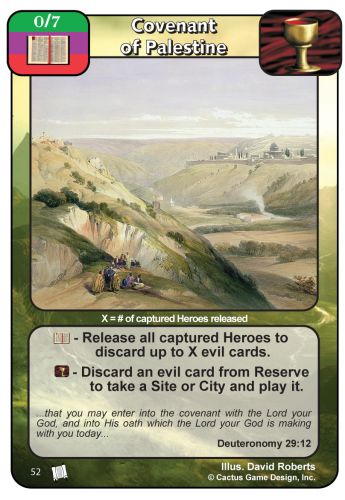 0/7
Covenant
of Palestine
X = # of captured Heroes released
- Release all captured Heroes to
discard up to X evil cards.
- Discard an evil card from Reserve
to take a Site or City and play it.
...that you may enter into the covenant with the Lord your
God, and into His oath which the Lord your God is making
with you today...
Deuteronomy 29:12
52
Illus. David Roberts
© Cactus Game Design, Inc.